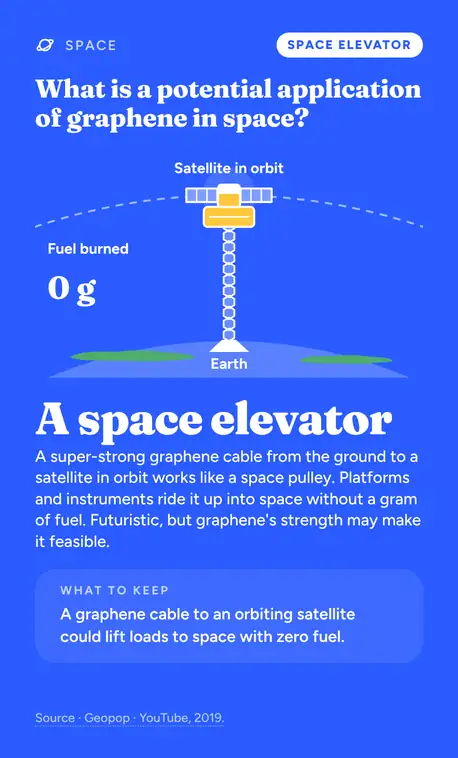 SPACE
SPACE ELEVATOR
What is a potential application
of graphene in space?
Satellite in orbit
Fuel burned
0 g
Earth
A space elevator
A super-strong graphene cable from the ground to a
satellite in orbit works like a space pulley. Platforms
and instruments ride it up into space without a gram
of fuel. Futuristic, but graphene's strength may make
it feasible.
WHAT TO KEEP
A graphene cable to an orbiting satellite
could lift loads to space with zero fuel.
Source · Geopop · YouTube, 2019.